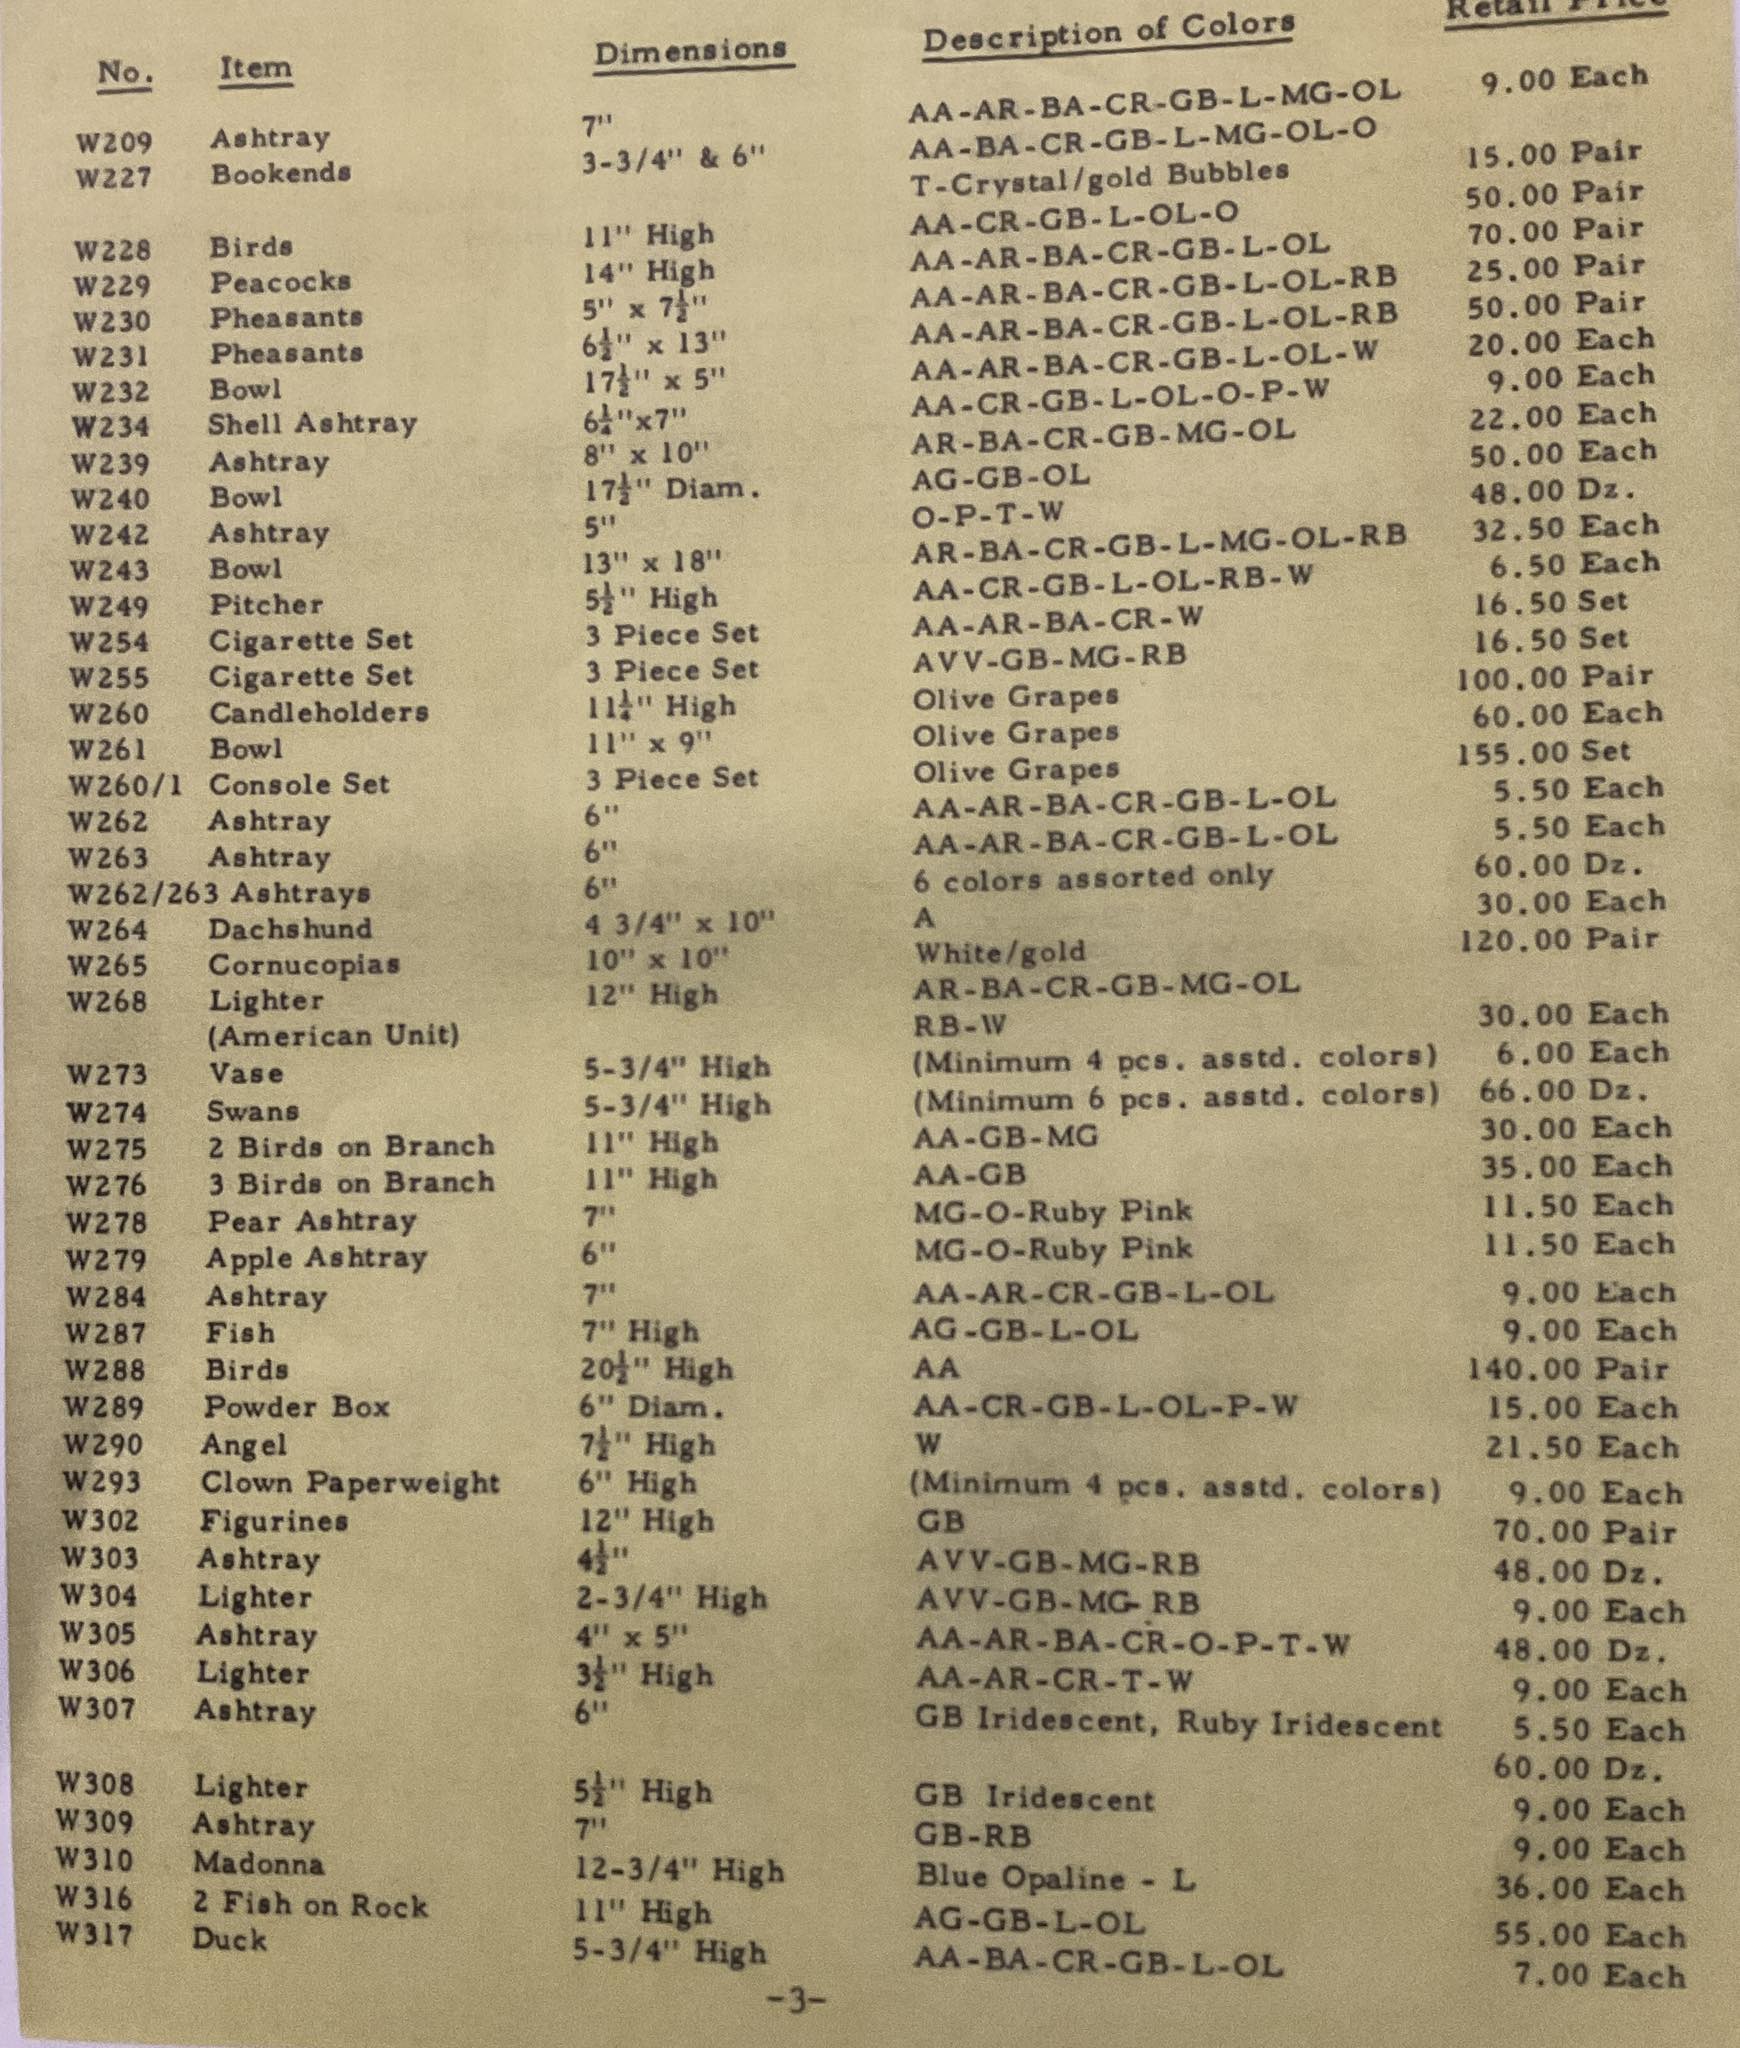 No. Item Dimensions Description of Colors Retail Price
W209 Ashtray 7" AA-AR-BA-CR-GB-L-MG-OL 9.00 Each
W227 Bookends 3-3/4" & 6" AA-BA-CR-GB-L-MG-OL-O
T-Crystal/gold Bubbles 15.00 Pair
W228 Birds 11" High AA-CR-GB-L-OL-O 50.00 Pair
W229 Peacocks 14" High AA-AR-BA-CR-GB-L-OL 70.00 Pair
W230 Pheasants 5" x 7½" AA-AR-BA-CR-GB-L-OL-RB 25.00 Pair
W231 Pheasants 6½" x 13" AA-AR-BA-CR-GB-L-OL-RB 50.00 Pair
W232 Bowl 17½" x 5" AA-AR-BA-CR-GB-L-OL-W 20.00 Each
W234 Shell Ashtray 6¼"x7" AA-CR-GB-L-OL-O-P-W 9.00 Each
W239 Ashtray 8" x 10" AR-BA-CR-GB-MG-OL 22.00 Each
W240 Bowl 17½" Diam. AG-GB-OL 50.00 Each
W242 Ashtray 5" O-P-T-W 48.00 Dz.
W243 Bowl 13" x 18" AR-BA-CR-GB-L-MG-OL-RB 32.50 Each
W249 Pitcher 5½" High AA-CR-GB-L-OL-RB-W 6.50 Each
W254 Cigarette Set 3 Piece Set AA-AR-BA-CR-W 16.50 Set
W255 Cigarette Set 3 Piece Set AVV-GB-MG-RB 16.50 Set
W260 Candleholders 11¼" High Olive Grapes 100.00 Pair
W261 Bowl 11" x 9" Olive Grapes 60.00 Each
W260/1 Console Set 3 Piece Set Olive Grapes 155.00 Set
W262 Ashtray 6" AA-AR-BA-CR-GB-L-OL 5.50 Each
W263 Ashtray 6" AA-AR-BA-CR-GB-L-OL 5.50 Each
W262/263 Ashtrays 6" 6 colors assorted only 60.00 Dz.
W264 Dachshund 4 3/4" x 10" A 30.00 Each
W265 Cornucopias 10" x 10" White/gold 120.00 Pair
W268 Lighter 12" High AR-BA-CR-GB-MG-OL
(American Unit) RB-W 30.00 Each
W273 Vase 5-3/4" High (Minimum 4 pcs. asstd. colors) 6.00 Each
W274 Swans 5-3/4" High (Minimum 6 pcs. asstd. colors) 66.00 Dz.
W275 2 Birds on Branch 11" High AA-GB-MG 30.00 Each
W276 3 Birds on Branch 11" High AA-GB 35.00 Each
W278 Pear Ashtray 7" MG-O-Ruby Pink 11.50 Each
W279 Apple Ashtray 6" MG-O-Ruby Pink 11.50 Each
W284 Ashtray 7" AA-AR-CR-GB-L-OL 9.00 Each
W287 Fish 7" High AG-GB-L-OL 9.00 Each
W288 Birds 20½" High AA 140.00 Pair
W289 Powder Box 6" Diam. AA-CR-GB-L-OL-P-W 15.00 Each
W290 Angel 7½" High W 21.50 Each
W293 Clown Paperweight 6" High (Minimum 4 pcs. asstd. colors) 9.00 Each
W302 Figurines 12" High GB 70.00 Pair
W303 Ashtray 4½" AVV-GB-MG-RB 48.00 Dz.
W304 Lighter 2-3/4" High AVV-GB-MG-RB 9.00 Each
W305 Ashtray 4" x 5" AA-AR-BA-CR-O-P-T-W 48.00 Dz.
W306 Lighter 3½" High AA-AR-CR-T-W 9.00 Each
W307 Ashtray 6" GB Iridescent, Ruby Iridescent 5.50 Each
60.00 Dz.
W308 Lighter 5½" High GB Iridescent 9.00 Each
W309 Ashtray 7" GB-RB 9.00 Each
W310 Madonna 12-3/4" High Blue Opaline - L 36.00 Each
W316 2 Fish on Rock 11" High AG-GB-L-OL 55.00 Each
W317 Duck 5-3/4" High AA-BA-CR-GB-L-OL 7.00 Each
-3-